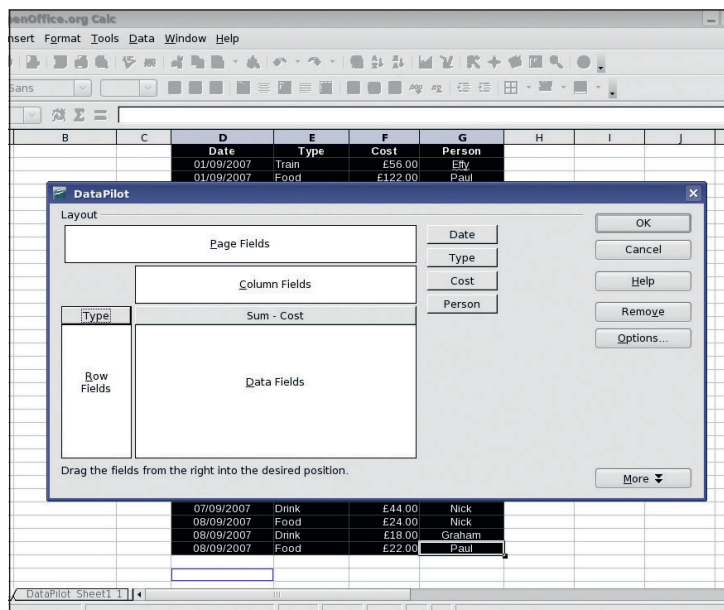 penOffice.org Calc
nsert Format Tools Data Window Help
Sans
B C D E F G H I J
Date Type Cost Person
01/09/2007 Train £56.00 Effy
01/09/2007 Food £122.00 Paul
DataPilot
Layout
Page Fields
Column Fields
Type
Sum - Cost
Row
Fields
Data Fields
Date
Type
Cost
Person
OK
Cancel
Help
Remove
Options...
Drag the fields from the right into the desired position.
More
07/09/2007 Drink £44.00 Nick
08/09/2007 Food £24.00 Nick
08/09/2007 Drink £18.00 Graham
08/09/2007 Food £22.00 Paul
DataPilot_Sheet1_1